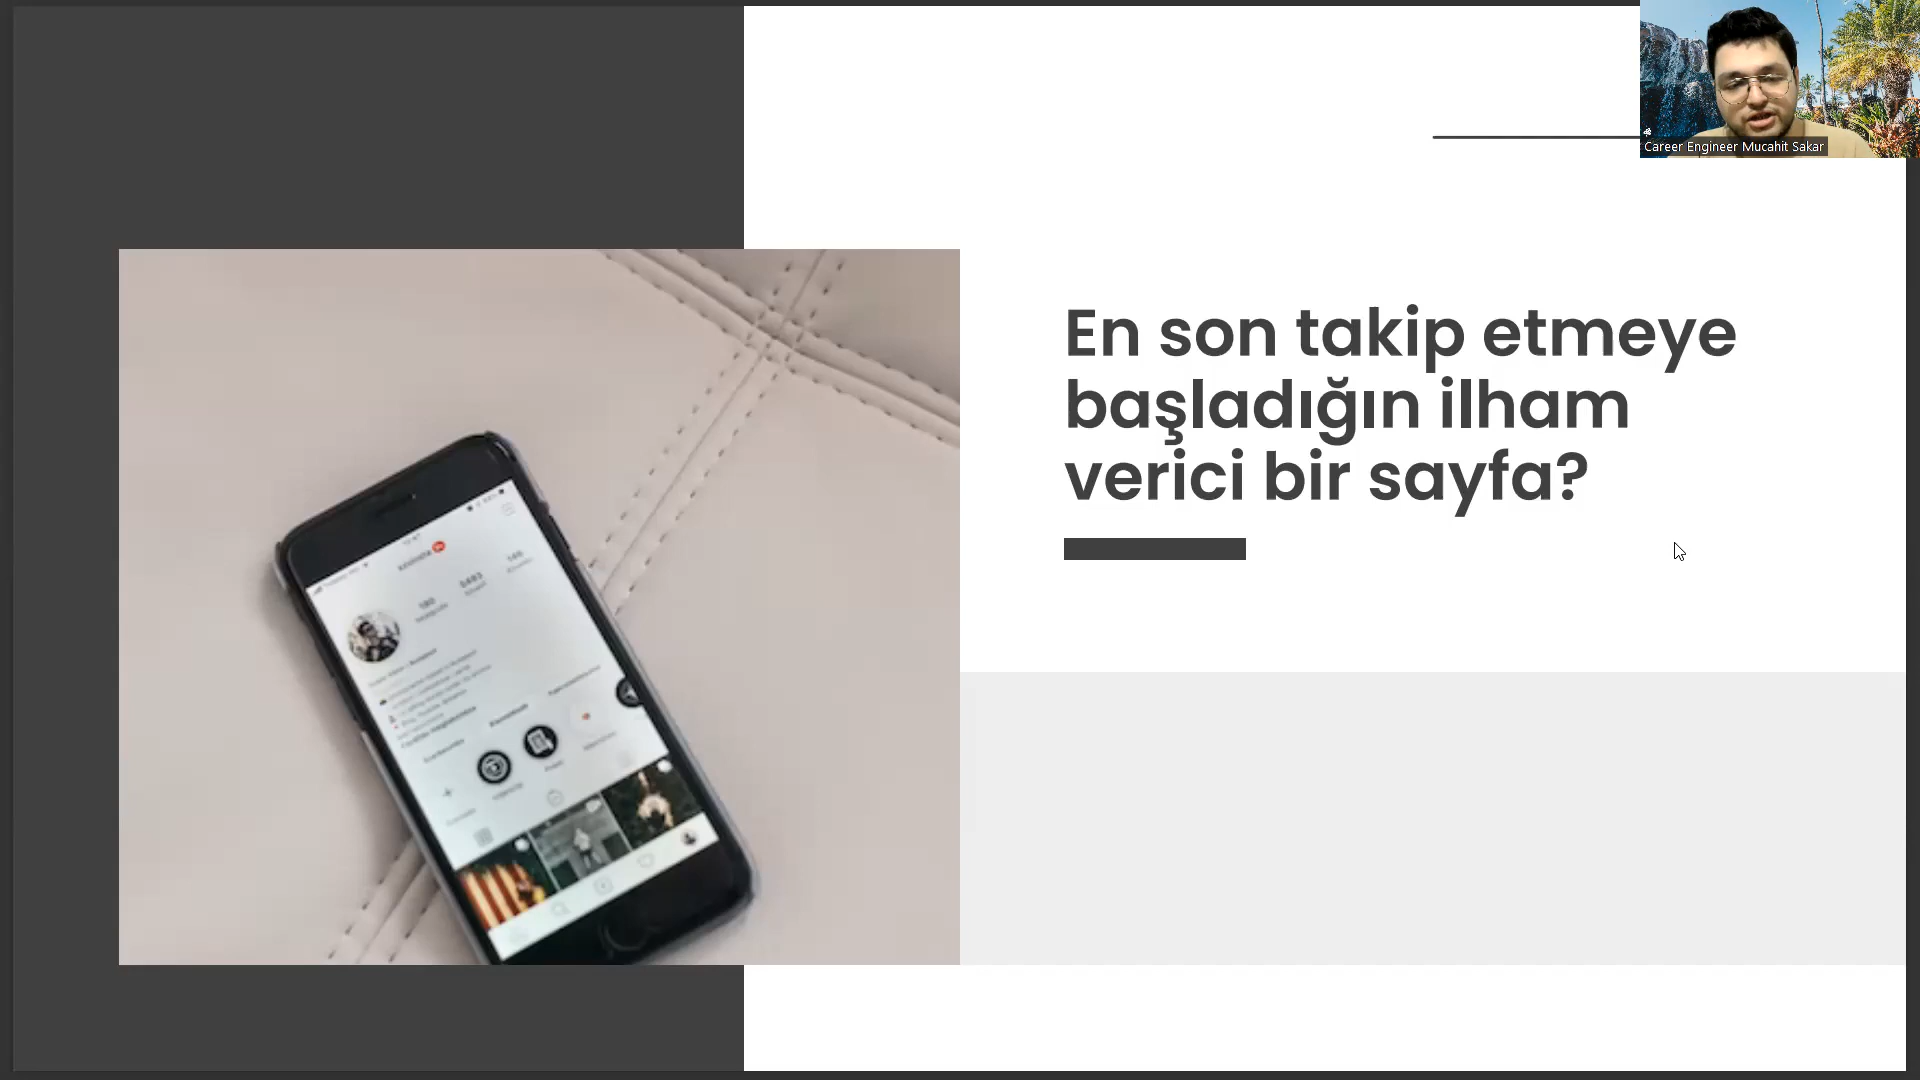 Career Engineer Mucahit Sakar
En son takip etmeye
başladığın ilham
verici bir sayfa?